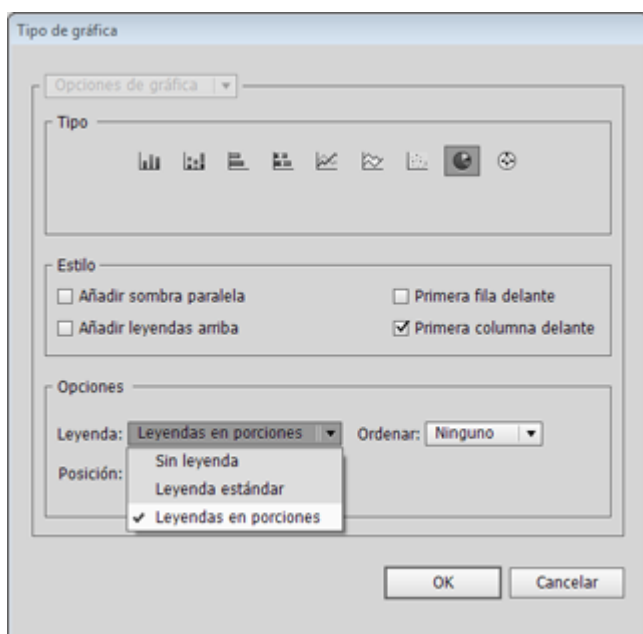 Tipo de gráfica
Opciones de gráfica
Tipo
Estilo
Añadir sombra paralela
Primera fila delante
Añadir leyendas arriba
Primera columna delante
Opciones
Leyenda: Leyendas en porciones Ordenar: Ninguno
Sin leyenda
Posición:
Leyenda estándar
Leyendas en porciones
OK Cancelar